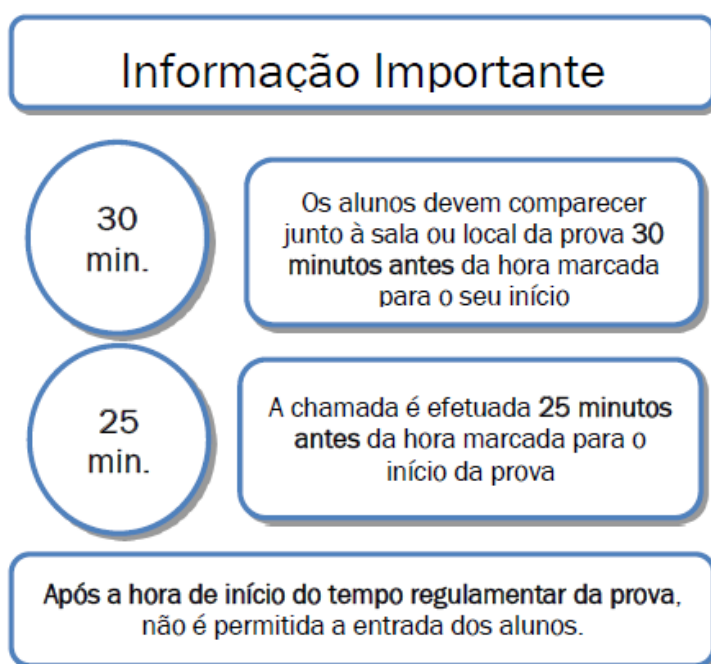 Informação Importante
30
min.
Os alunos devem comparecer
junto à sala ou local da prova 30
minutos antes da hora marcada
para o seu início
25
min.
A chamada é efetuada 25 minutos
antes da hora marcada para o
início da prova
Após a hora de início do tempo regulamentar da prova,
não é permitida a entrada dos alunos.